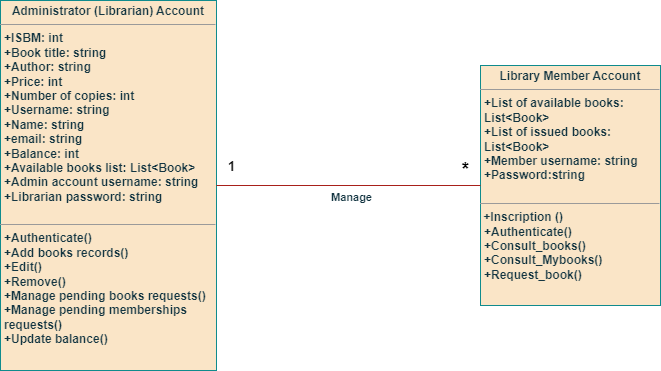 Administrator (Librarian) Account
+ISBM: int
+Book title: string
+Author: string
+Price: int
+Number of copies: int
+Username: string
+Name: string
+email: string
+Balance: int
+Available books list: List<Book>
+Admin account username: string
+Librarian password: string
+Authenticate()
+Add books records()
+Edit()
+Remove()
+Manage pending books requests()
+Manage pending memberships
requests()
+Update balance()
1
*
Manage
Library Member Account
+List of available books:
List<Book>
+List of issued books:
List<Book>
+Member username: string
+Password:string
+Inscription ()
+Authenticate()
+Consult_books()
+Consult_Mybooks()
+Request_book()